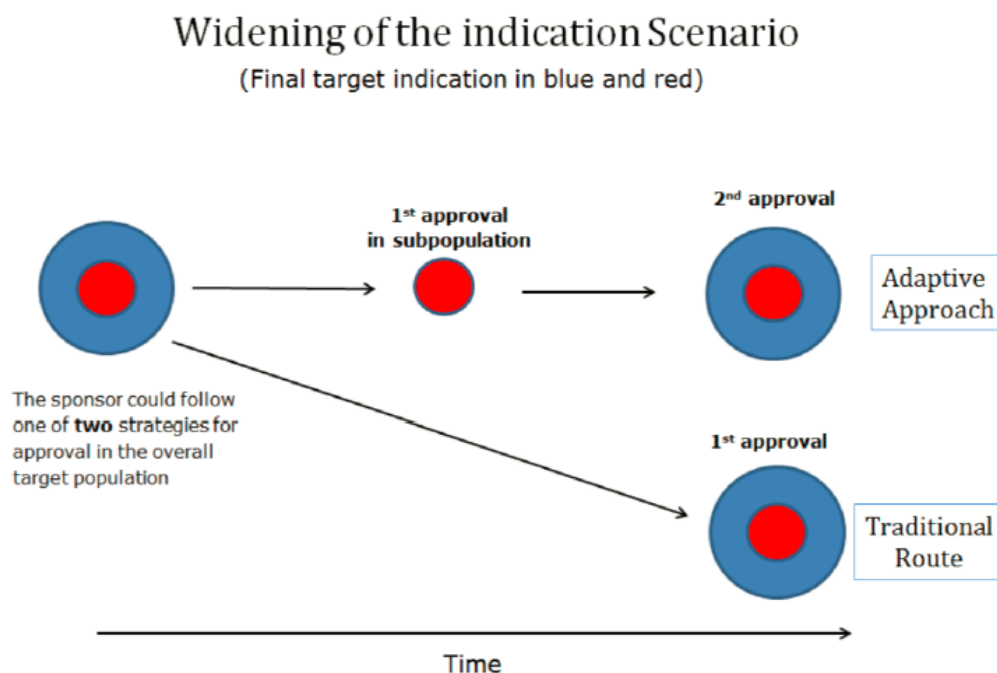 Widening of the indication Scenario
(Final target indication in blue and red)
1st approval
in subpopulation
2nd approval
Adaptive
Approach
The sponsor could follow
one of two strategies for
approval in the overall
target population
1st approval
Traditional
Route
Time